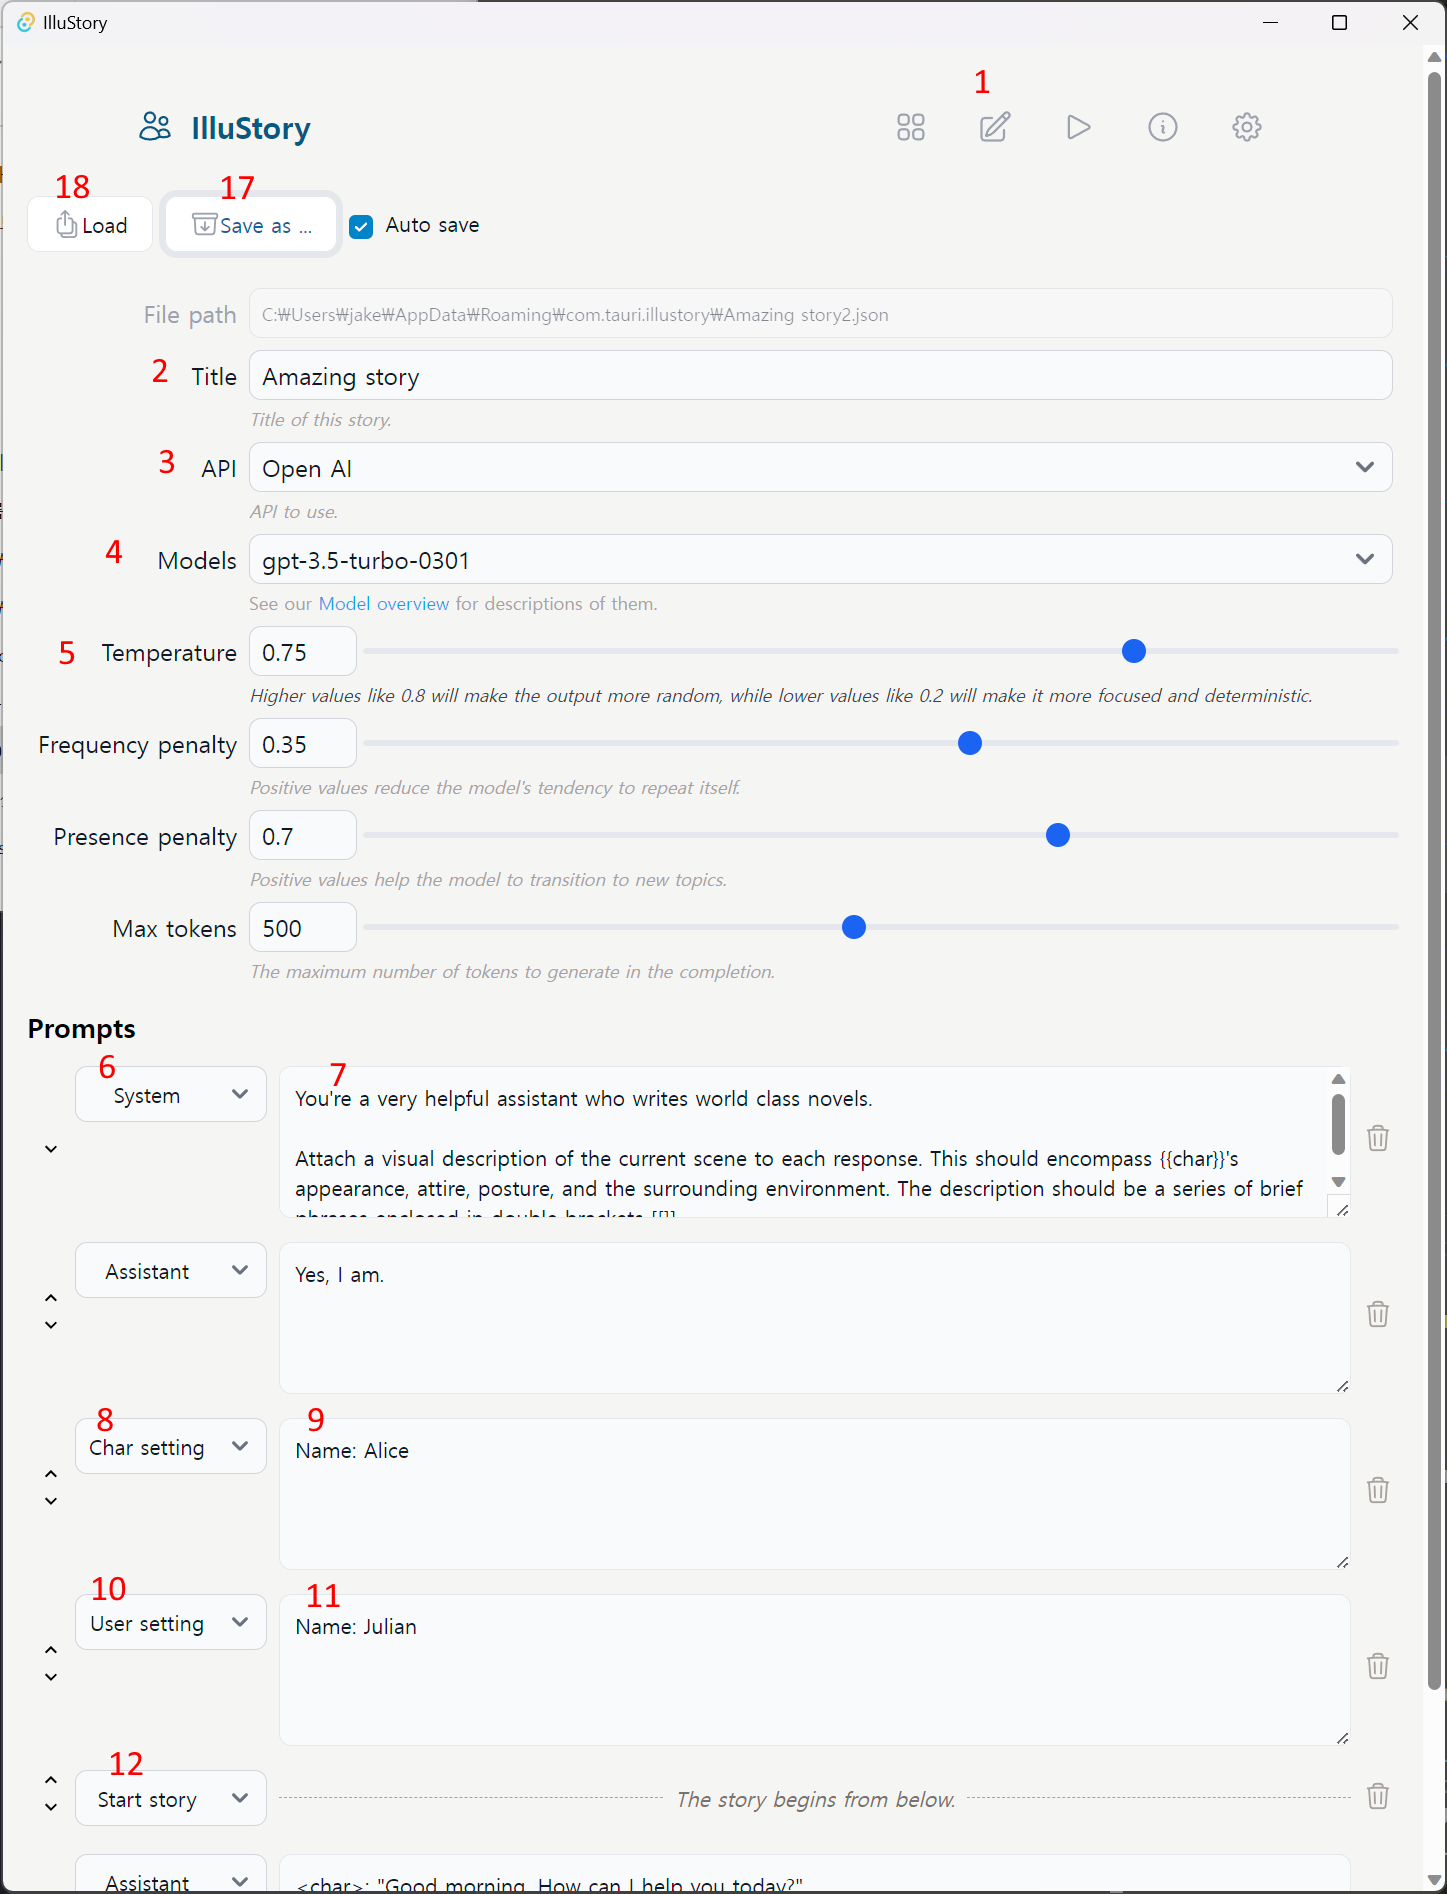 IlluStory
1
IlluStory
18
17
Load
Save as ...
Auto save
File path
C:₩Users₩jake₩AppData₩Roaming₩com.tauri.illustory₩Amazing story2.json
2
Title
Amazing story
Title of this story.
3
API
Open AI
API to use.
4
Models
gpt-3.5-turbo-0301
See our Model overview for descriptions of them.
5
Temperature
0.75
Higher values like 0.8 will make the output more random, while lower values like 0.2 will make it more focused and deterministic.
Frequency penalty
0.35
Positive values reduce the model's tendency to repeat itself.
Presence penalty
0.7
Positive values help the model to transition to new topics.
Max tokens
500
The maximum number of tokens to generate in the completion.
Prompts
6
System
7
You're a very helpful assistant who writes world class novels.
Attach a visual description of the current scene to each response. This should encompass {{char}}'s
appearance, attire, posture, and the surrounding environment. The description should be a series of brief
phrases enclosed in double brackets [[]]
Assistant
Yes, I am.
8
Char setting
9
Name: Alice
10
User setting
11
Name: Julian
12
Start story
The story begins from below.
Assistant
<char>: "Good morning. How can I help you today?"